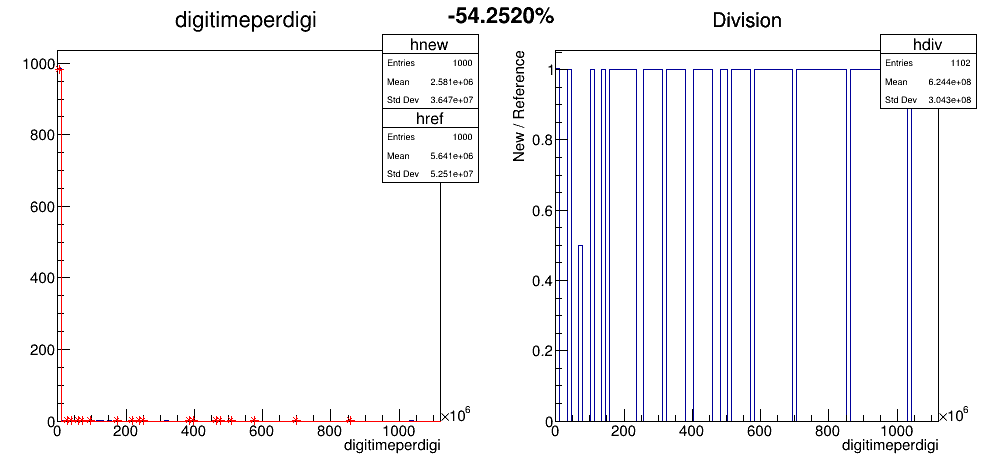 -54.2520%
digitimeperdigi
hnew
Entries 1000
Mean 2.581e+06
Std Dev 3.647e+07
href
Entries 1000
Mean 5.641e+06
Std Dev 5.251e+07
1000
800
600
400
200
0
0 200 400 600 800 1000
×10⁶
digitimeperdigi
Division
hdiv
Entries 1102
Mean 6.244e+08
Std Dev 3.043e+08
New / Reference
1
0.8
0.6
0.4
0.2
0
0 200 400 600 800 1000
×10⁶
digitimeperdigi